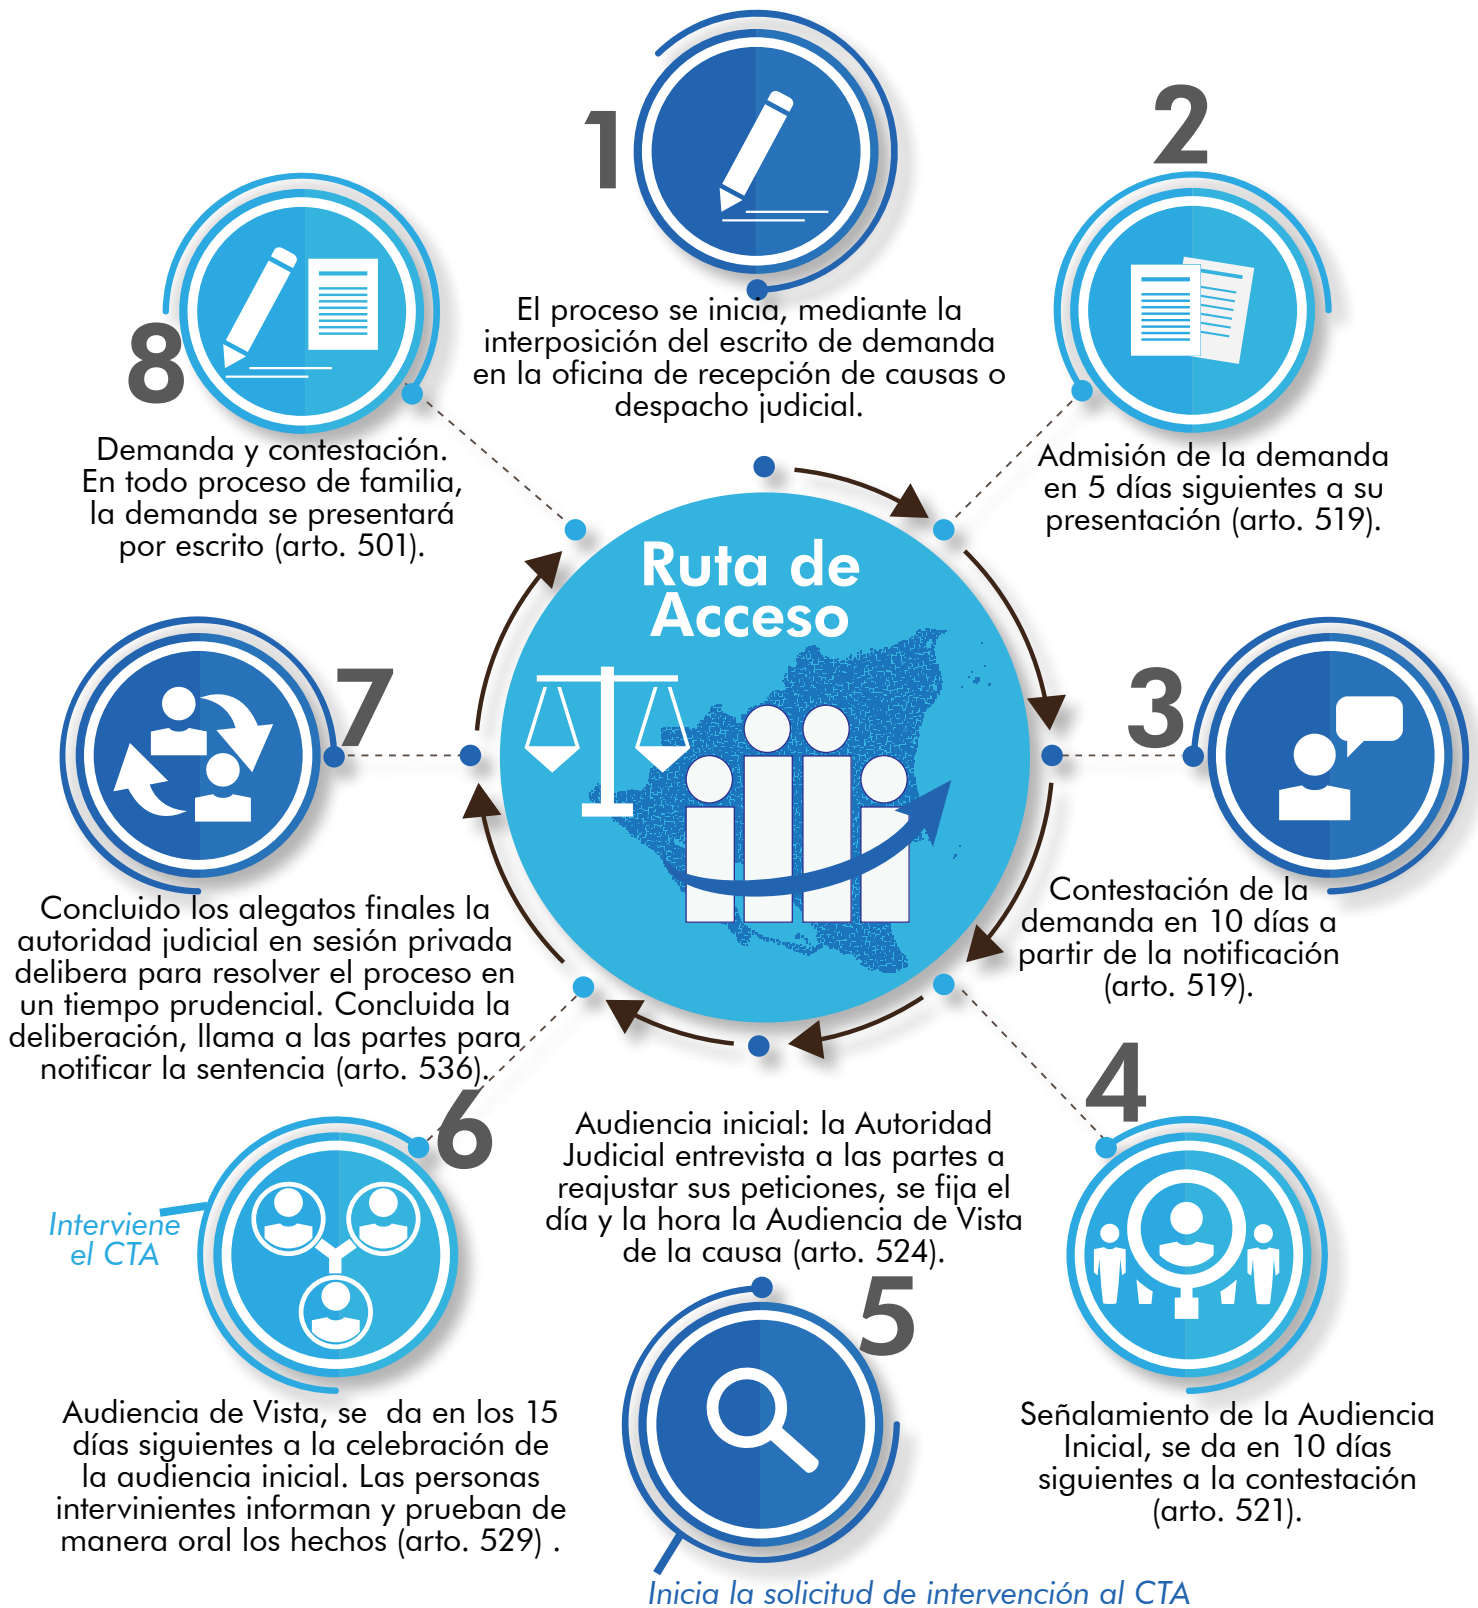 1
El proceso se inicia, mediante la
interposición del escrito de demanda
en la oficina de recepción de causas o
despacho judicial.
2
Admisión de la demanda
en 5 días siguientes a su
presentación (arto. 519).
3
Contestación de la
demanda en 10 días a
partir de la notificación
(arto. 519).
4
Señalamiento de la Audiencia
Inicial, se da en 10 días
siguientes a la contestación
(arto. 521).
5
Audiencia inicial: la Autoridad
Judicial entrevista a las partes a
reajustar sus peticiones, se fija el
día y la hora la Audiencia de Vista
de la causa (arto. 524).
Inicia la solicitud de intervención al CTA
6
Interviene
el CTA
Audiencia de Vista, se  da en los 15
días siguientes a la celebración de
la audiencia inicial. Las personas
intervinientes informan y prueban de
manera oral los hechos (arto. 529) .
7
Concluido los alegatos finales la
autoridad judicial en sesión privada
delibera para resolver el proceso en
un tiempo prudencial. Concluida la
deliberación, llama a las partes para
notificar la sentencia (arto. 536).
8
Demanda y contestación.
En todo proceso de familia,
la demanda se presentará
por escrito (arto. 501).
Ruta de
Acceso